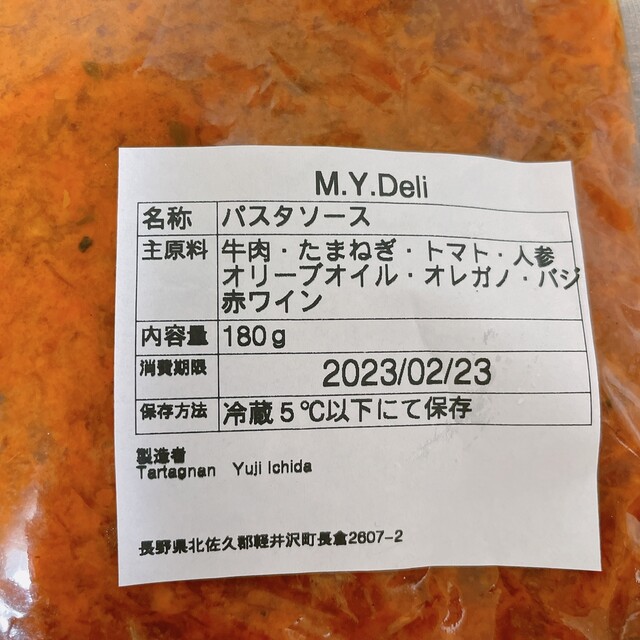 M.Y.Deli
名称 パスタソース
主原料 牛肉・たまねぎ・トマト・人参
オリーブオイル・オレガノ・バジ
赤ワイン
内容量 180g
消費期限 2023/02/23
保存方法 冷蔵5℃以下にて保存
製造者
Tartagnan Yuji Ichida
長野県北佐久郡軽井沢町長倉2607-2